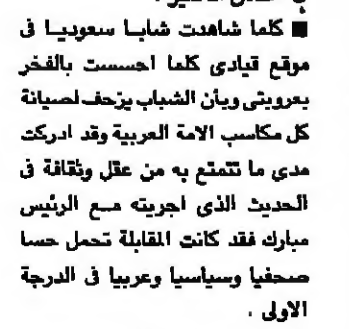 ■ كلما شاهدت شابا سعوديا فى
موقع قيادى كلما احسست بالفخر
بعروبتى وبأن الشباب يزحف لصيانة
كل مكاسب الامة العربية وقد ادركت
مدى ما تتمتع به من عقل وثقافة فى
الحديث الذى اجريته مع الرئيس
مبارك فقد كانت المقابلة تحمل حسا
صحفيا وسياسيا وعربيا فى الدرجة
الاولى .